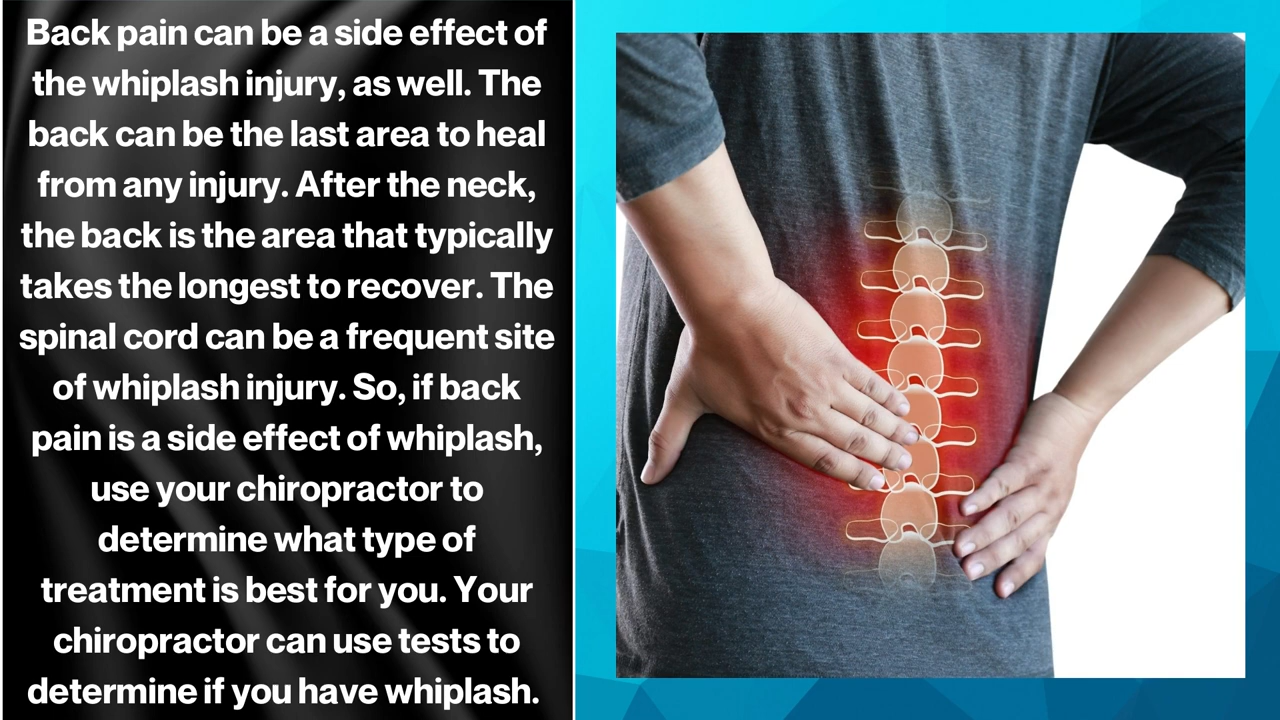 Back pain can be a side effect of
the whiplash injury, as well. The
back can be the last area to heal
from any injury. After the neck,
the back is the area that typically
takes the longest to recover. The
spinal cord can be a frequent site
of whiplash injury. So, if back
pain is a side effect of whiplash,
use your chiropractor to
determine what type of
treatment is best for you. Your
chiropractor can use tests to
determine if you have whiplash.